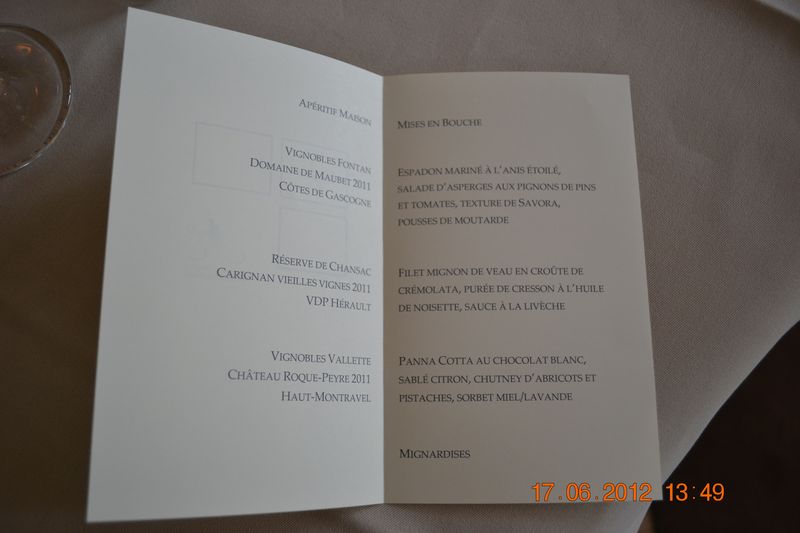 APÉRITIF MAISON
VIGNOBLES FONTAN
DOMAINE DE MAUBET 2011
CÔTES DE GASCOGNE
RÉSERVE DE CHANSAC
CARIGNAN VIEILLES VIGNES 2011
VDP HÉRAULT
VIGNOBLES VALLETTE
CHÂTEAU ROQUE-PEYRE 2011
HAUT-MONTRAVEL
MISES EN BOUCHE
ESPADON MARINÉ À L'ANIS ÉTOILÉ,
SALADE D'ASPERGES AUX PIGNONS DE PINS
ET TOMATES, TEXTURE DE SAVORA,
POUSSES DE MOUTARDE
FILET MIGNON DE VEAU EN CROÛTE DE
CRÉMOLATA, PURÉE DE CRESSON À L'HUILE
DE NOISETTE, SAUCE À LA LIVÈCHE
PANNA COTTA AU CHOCOLAT BLANC,
SABLÉ CITRON, CHUTNEY D'ABRICOTS ET
PISTACHES, SORBET MIEL/LAVANDE
MIGNARDISES
17.06.2012 13:49